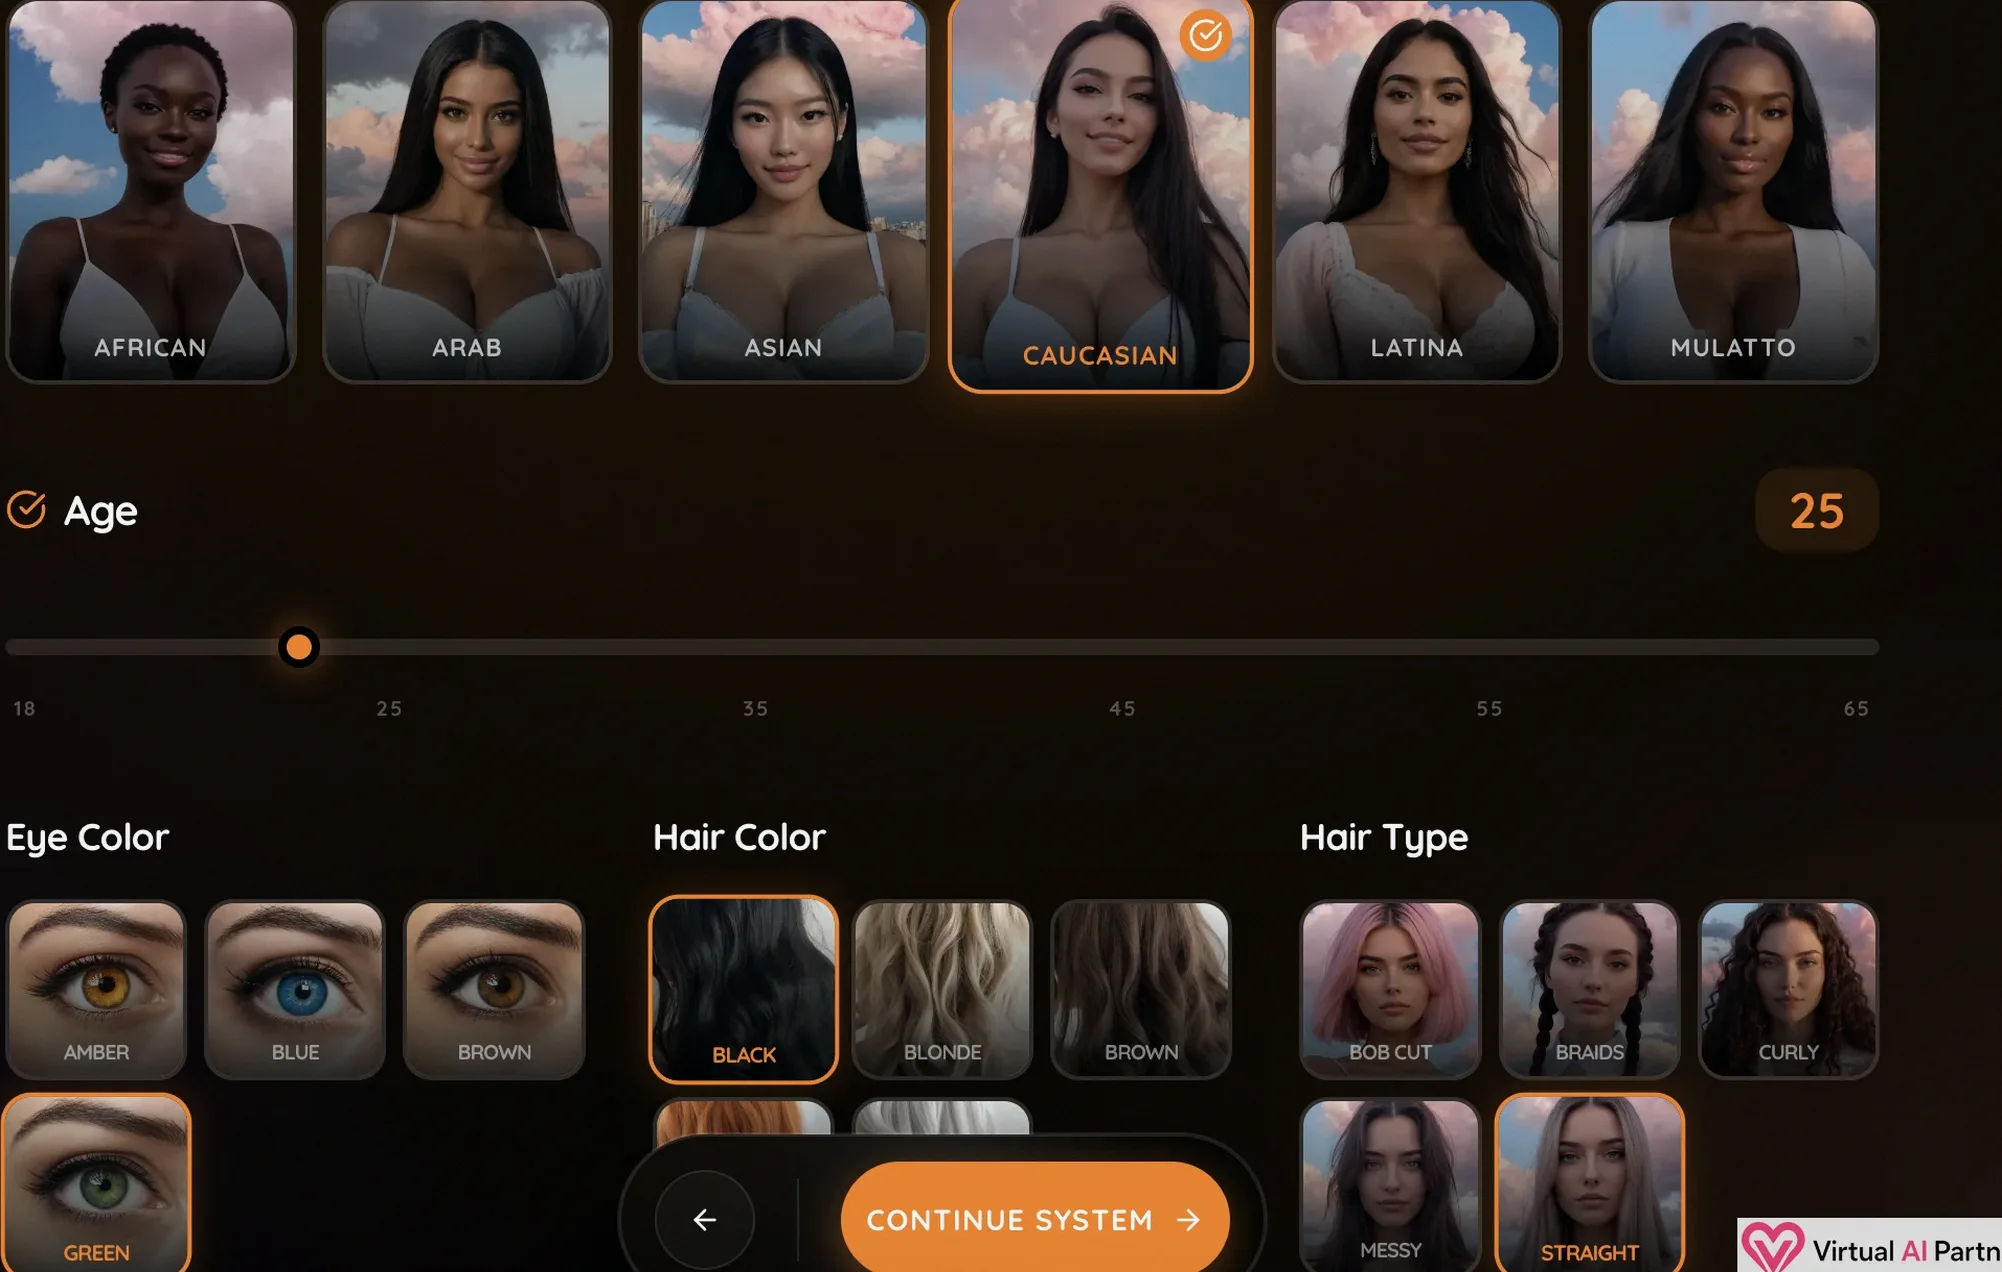 AFRICAN
ARAB
ASIAN
CAUCASIAN
LATINA
MULATTO
Age
25
18
25
35
45
55
65
Eye Color
AMBER
BLUE
BROWN
GREEN
Hair Color
BLACK
BLONDE
BROWN
Hair Type
BOB CUT
BRAIDS
CURLY
MESSY
STRAIGHT
CONTINUE SYSTEM
Virtual AI Partn